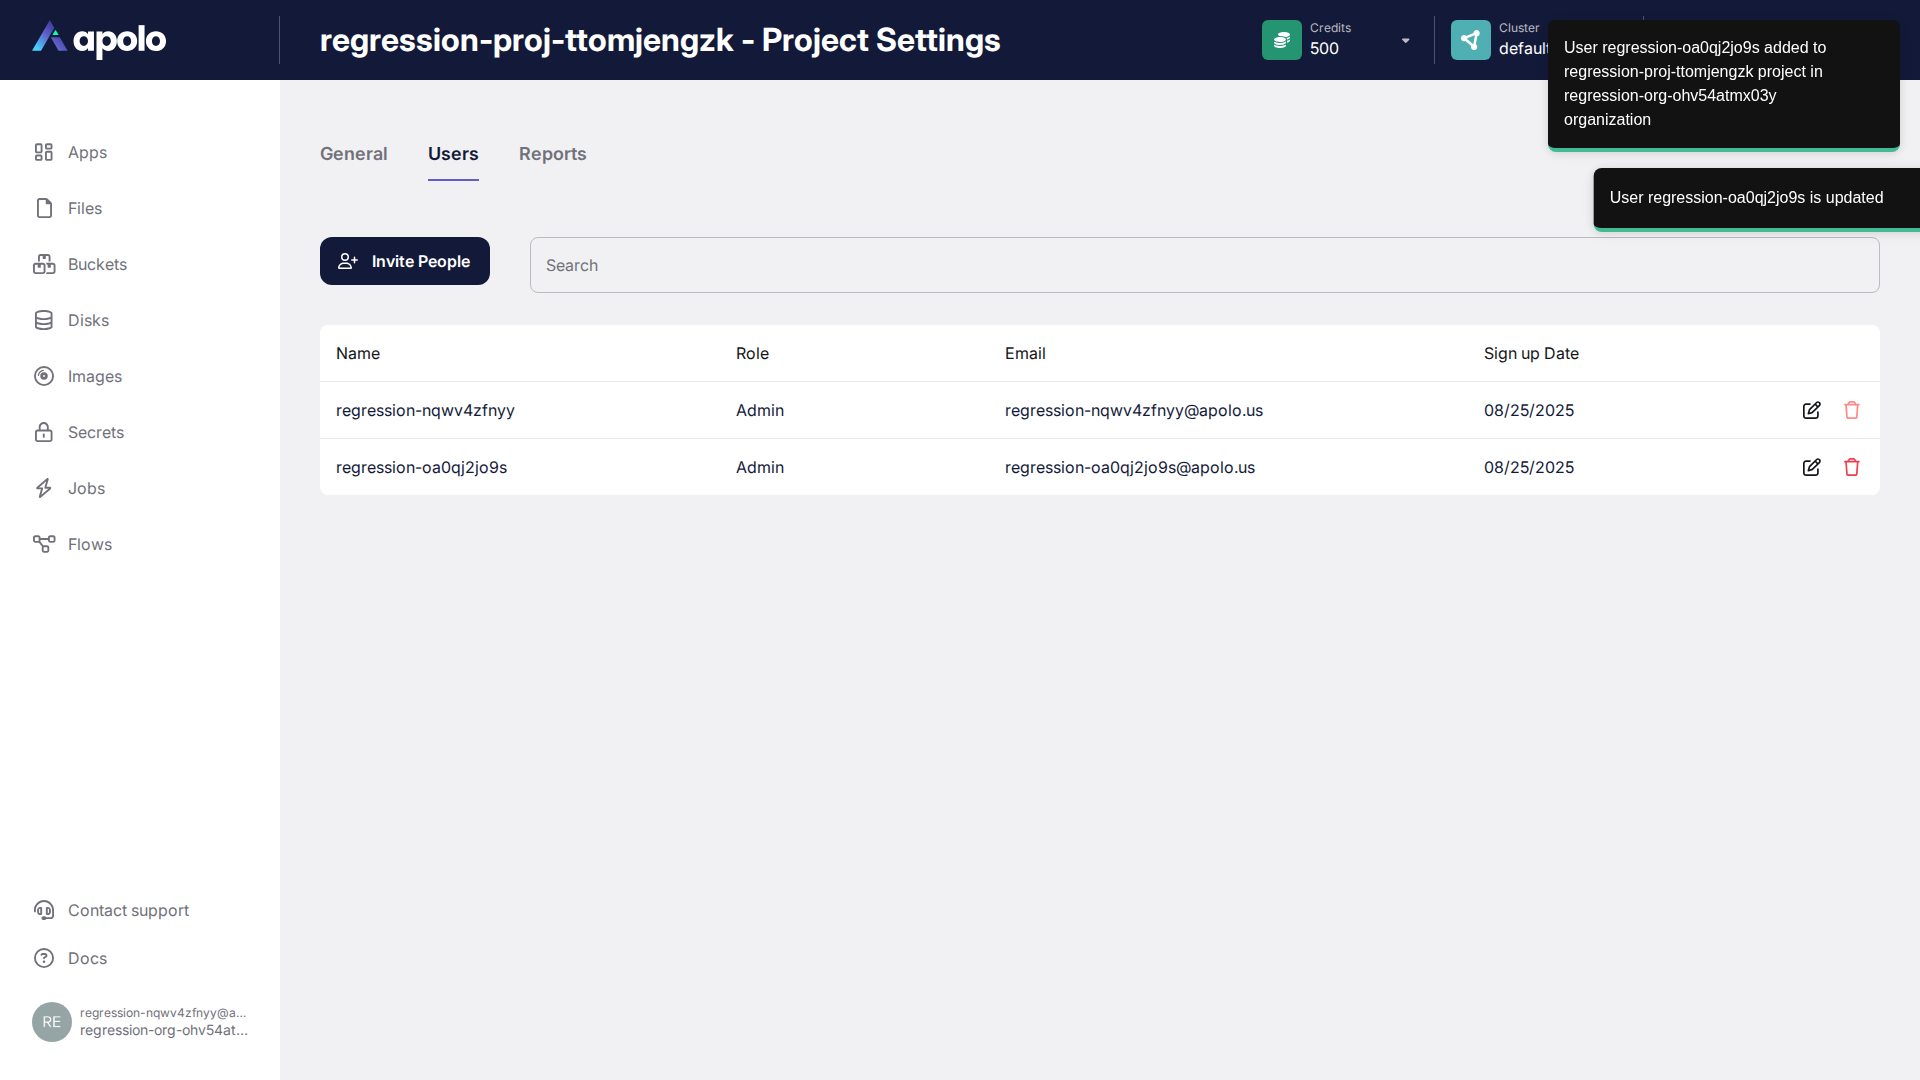 apolo
regression-proj-ttomjengzk - Project Settings
Credits
500
Cluster
default
User regression-oa0qj2jo9s added to
regression-proj-ttomjengzk project in
regression-org-ohv54atmx03y
organization
User regression-oa0qj2jo9s is updated
Apps
Files
Buckets
Disks
Images
Secrets
Jobs
Flows
General Users Reports
Invite People
Search
Name Role Email Sign up Date
regression-nqwv4zfnyy Admin regression-nqwv4zfnyy@apolo.us 08/25/2025
regression-oa0qj2jo9s Admin regression-oa0qj2jo9s@apolo.us 08/25/2025
Contact support
Docs
RE
regression-nqwv4zfnyy@a...
regression-org-ohv54at...